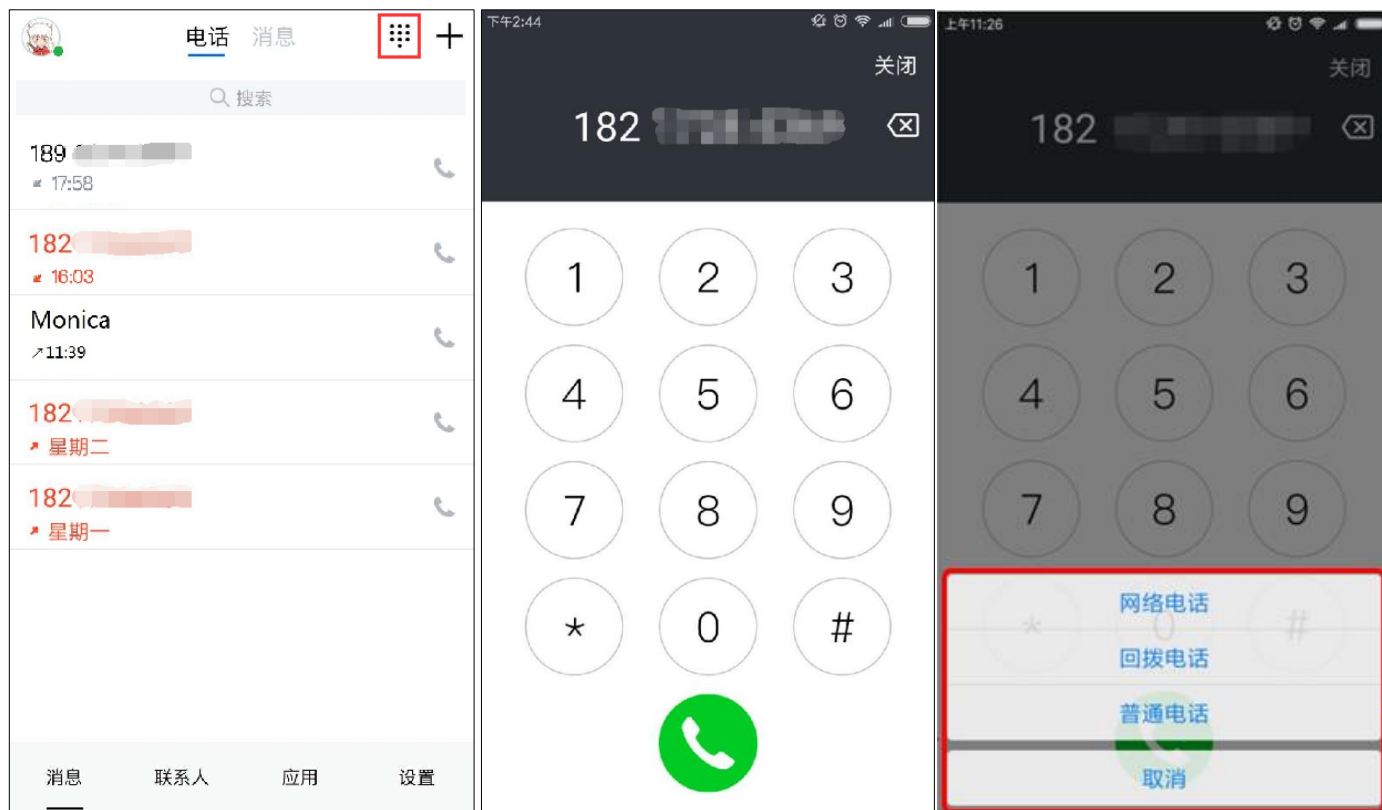 电话 消息
搜索
189
17:58
182
16:03
Monica
↗11:39
182
星期二
182
星期一
消息 联系人 应用 设置
下午2:44
关闭
182
1 2 3
4 5 6
7 8 9
* 0 #
上午11:26
关闭
182
1 2 3
4 5 6
7 8 9
* 0 #
网络电话
回拨电话
普通电话
取消